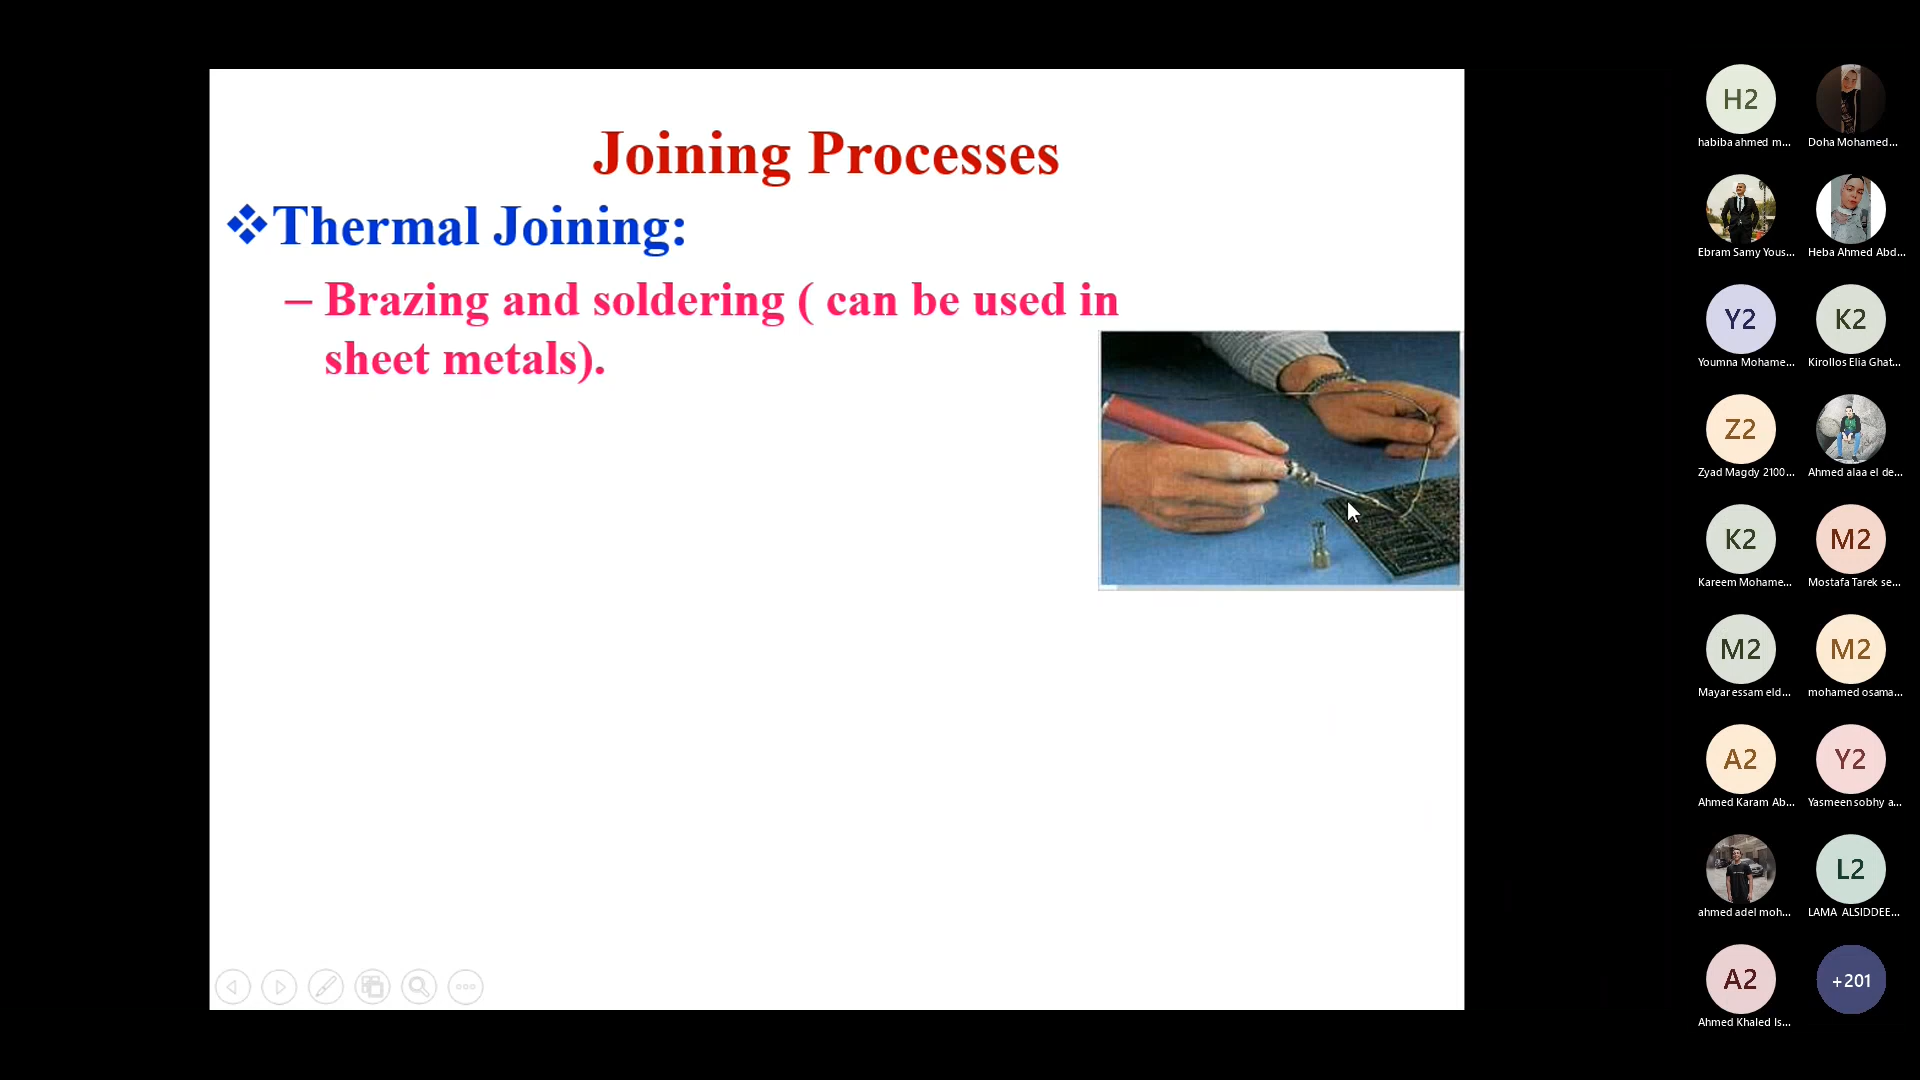 Joining Processes
❖Thermal Joining:
– Brazing and soldering ( can be used in
sheet metals).
H2
habiba ahmed m...
Doha Mohamed...
Ebram Samy Yous...
Heba Ahmed Abd...
Y2
Youmna Mohame...
K2
Kirollos Elia Ghat...
Z2
Zyad Magdy 2100...
Ahmed alaa el de...
K2
Kareem Mohame...
M2
Mostafa Tarek se...
M2
Mayar essam eld...
M2
mohamed osama...
A2
Ahmed Karam Ab...
Y2
Yasmeen sobhy a...
ahmed adel moh...
L2
LAMA ALSIDDEE...
A2
Ahmed Khaled Is...
+201